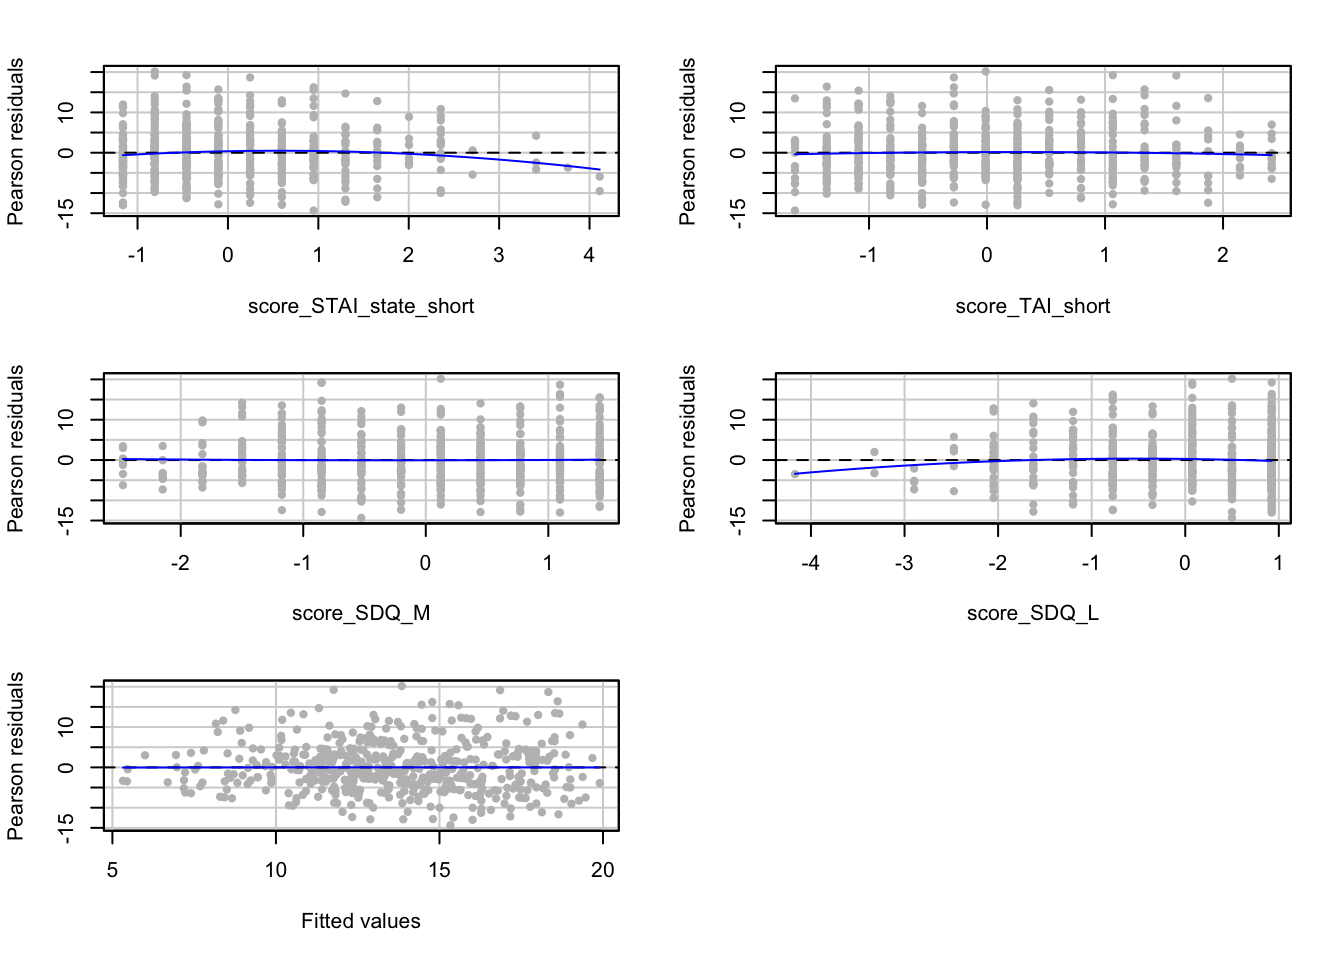 Pearson residuals
10
0
-15
-1 0 1 2 3 4
score_STAI_state_short
Pearson residuals
10
0
-15
-1 0 1 2
score_TAI_short
Pearson residuals
10
0
-15
-2 -1 0 1
score_SDQ_M
Pearson residuals
10
0
-15
-4 -3 -2 -1 0 1
score_SDQ_L
Pearson residuals
10
0
-15
5 10 15 20
Fitted values